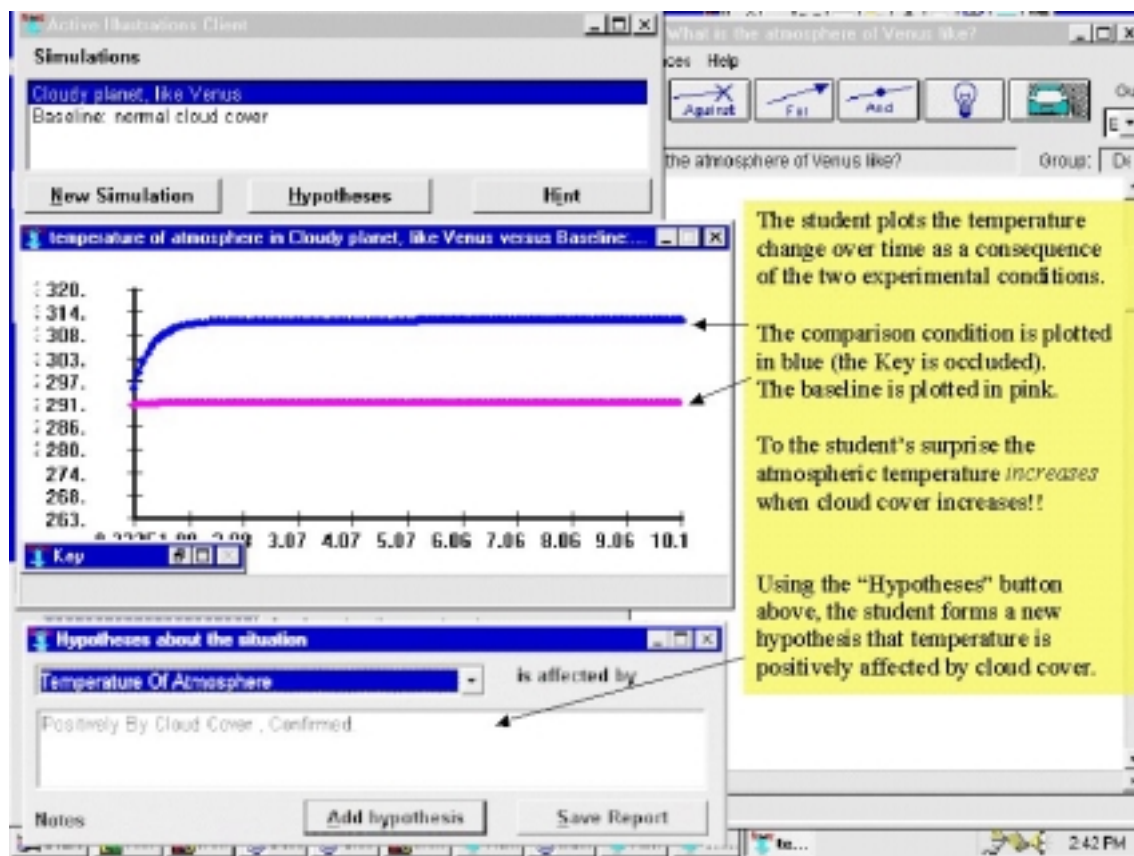 Active Illustrations Client
What is the atmosphere of Venus like?
Simulations
Help
Cloudy planet, like Venus
Baseline: normal cloud cover
Against
For
And
the atmosphere of Venus like?
Group:
New Simulation
Hypotheses
Hint
temperature of atmosphere in Cloudy planet, like Venus versus Baseline:....
320.
314.
308.
303.
297.
291.
286.
280.
274.
268.
263.
3.07 4.07 5.07 6.06 7.06 8.06 9.06 10.1
Key
The student plots the temperature
change over time as a consequence
of the two experimental conditions.
The comparison condition is plotted
in blue (the Key is occluded).
The baseline is plotted in pink.
To the student's surprise the
atmospheric temperature increases
when cloud cover increases!!
Using the "Hypotheses" button
above, the student forms a new
hypothesis that temperature is
positively affected by cloud cover.
Hypotheses about the situation
Temperature Of Atmosphere
is affected by
Positively By Cloud Cover , Confirmed.
Notes
Add hypothesis
Save Report
te...
2:42 PM